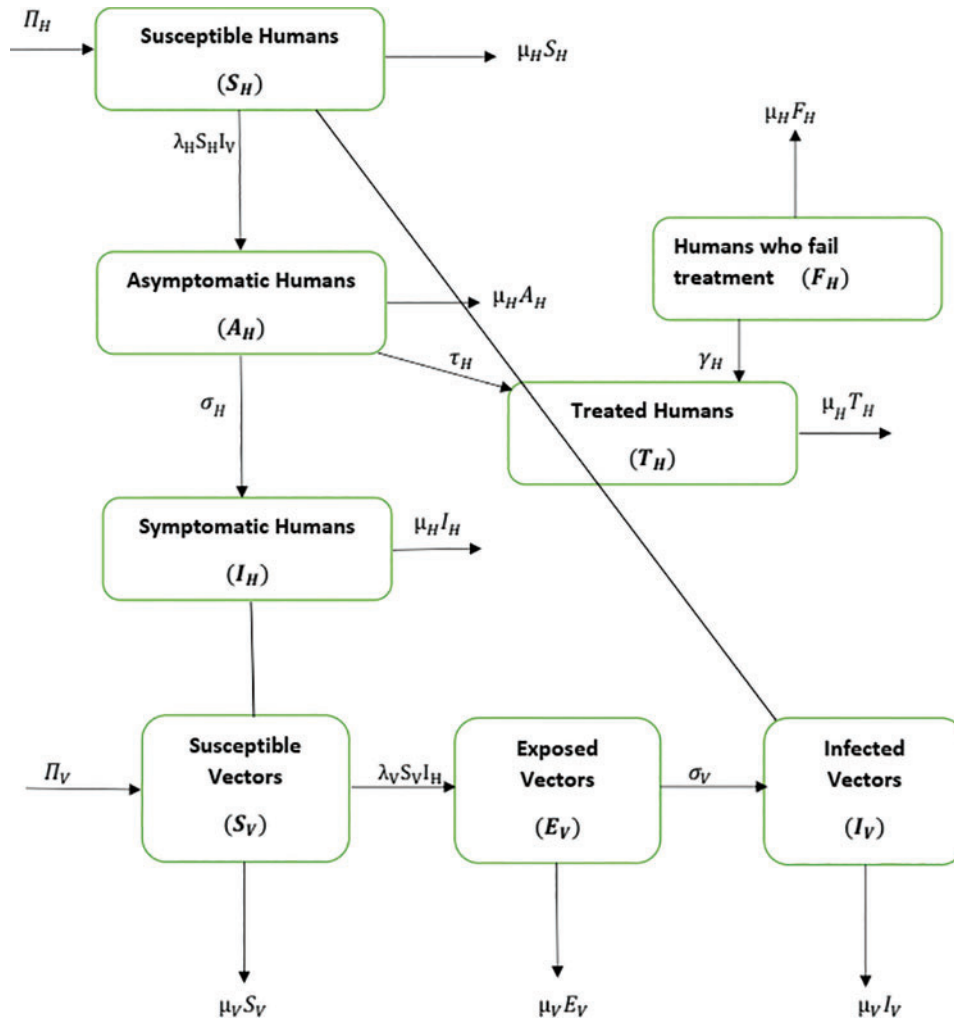 Π_H
Susceptible Humans
(S_H)
μ_H S_H
λ_H S_H I_V
μ_H F_H
Humans who fail
treatment (F_H)
Asymptomatic Humans
(A_H)
μ_H A_H
τ_H
γ_H
σ_H
Treated Humans
(T_H)
μ_H T_H
Symptomatic Humans
(I_H)
μ_H I_H
Π_V
Susceptible
Vectors
(S_V)
λ_V S_V I_H
Exposed
Vectors
(E_V)
σ_V
Infected
Vectors
(I_V)
μ_V S_V
μ_V E_V
μ_V I_V